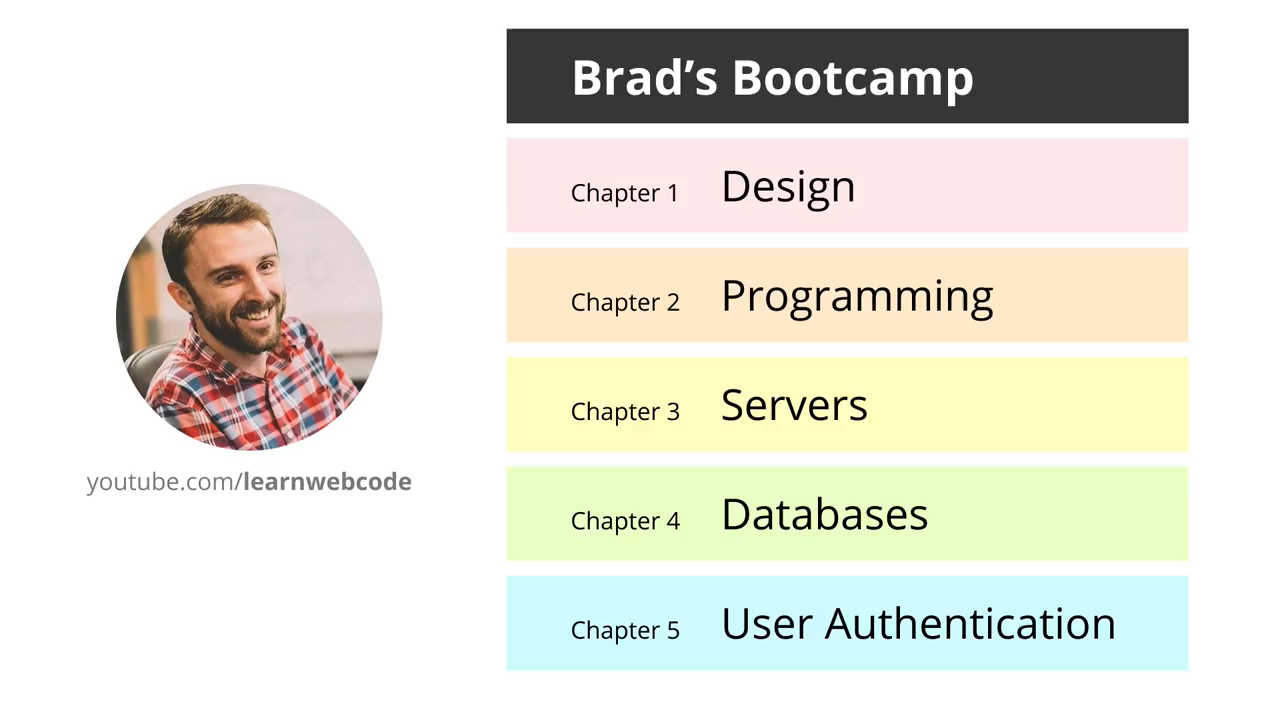 Brad’s Bootcamp
Chapter 1 Design
Chapter 2 Programming
Chapter 3 Servers
Chapter 4 Databases
Chapter 5 User Authentication
youtube.com/learnwebcode